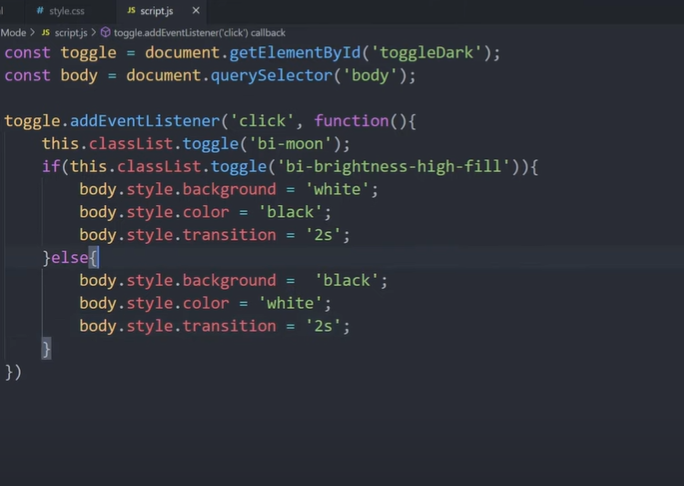 l # style.css JS script.js ×
Mode > JS script.js > toggle.addEventListener('click') callback
const toggle = document.getElementById('toggleDark');
const body = document.querySelector('body');
toggle.addEventListener('click', function(){
this.classList.toggle('bi-moon');
if(this.classList.toggle('bi-brightness-high-fill')){
body.style.background = 'white';
body.style.color = 'black';
body.style.transition = '2s';
}else{
body.style.background =  'black';
body.style.color = 'white';
body.style.transition = '2s';
}
})